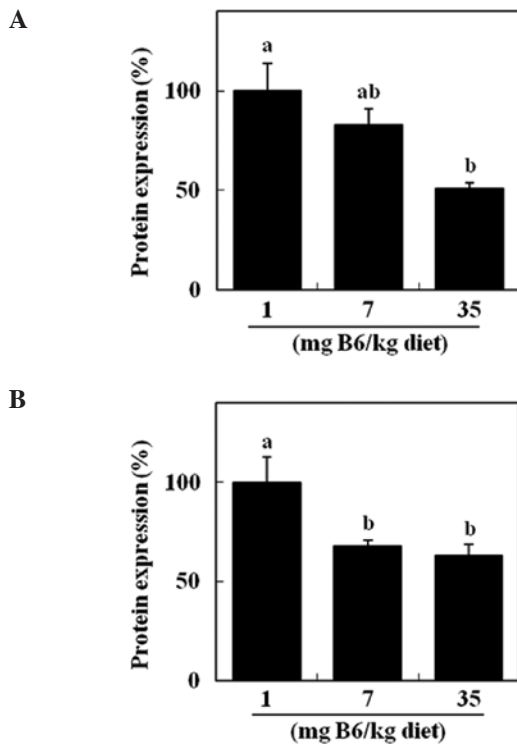 A
Protein expression (%)
100
50
0
a
ab
b
1 7 35
(mg B6/kg diet)
B
Protein expression (%)
100
50
0
a
b
b
1 7 35
(mg B6/kg diet)